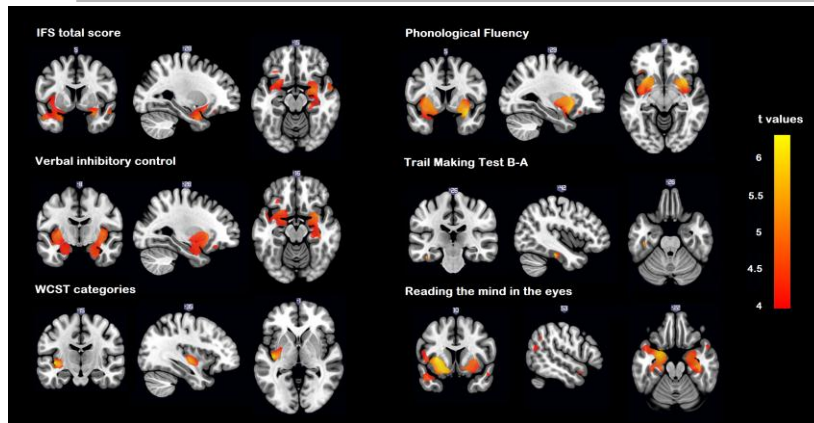 IFS total score
Phonological Fluency
t values
6
5.5
5
4.5
4
Verbal inhibitory control
Trail Making Test B-A
WCST categories
Reading the mind in the eyes